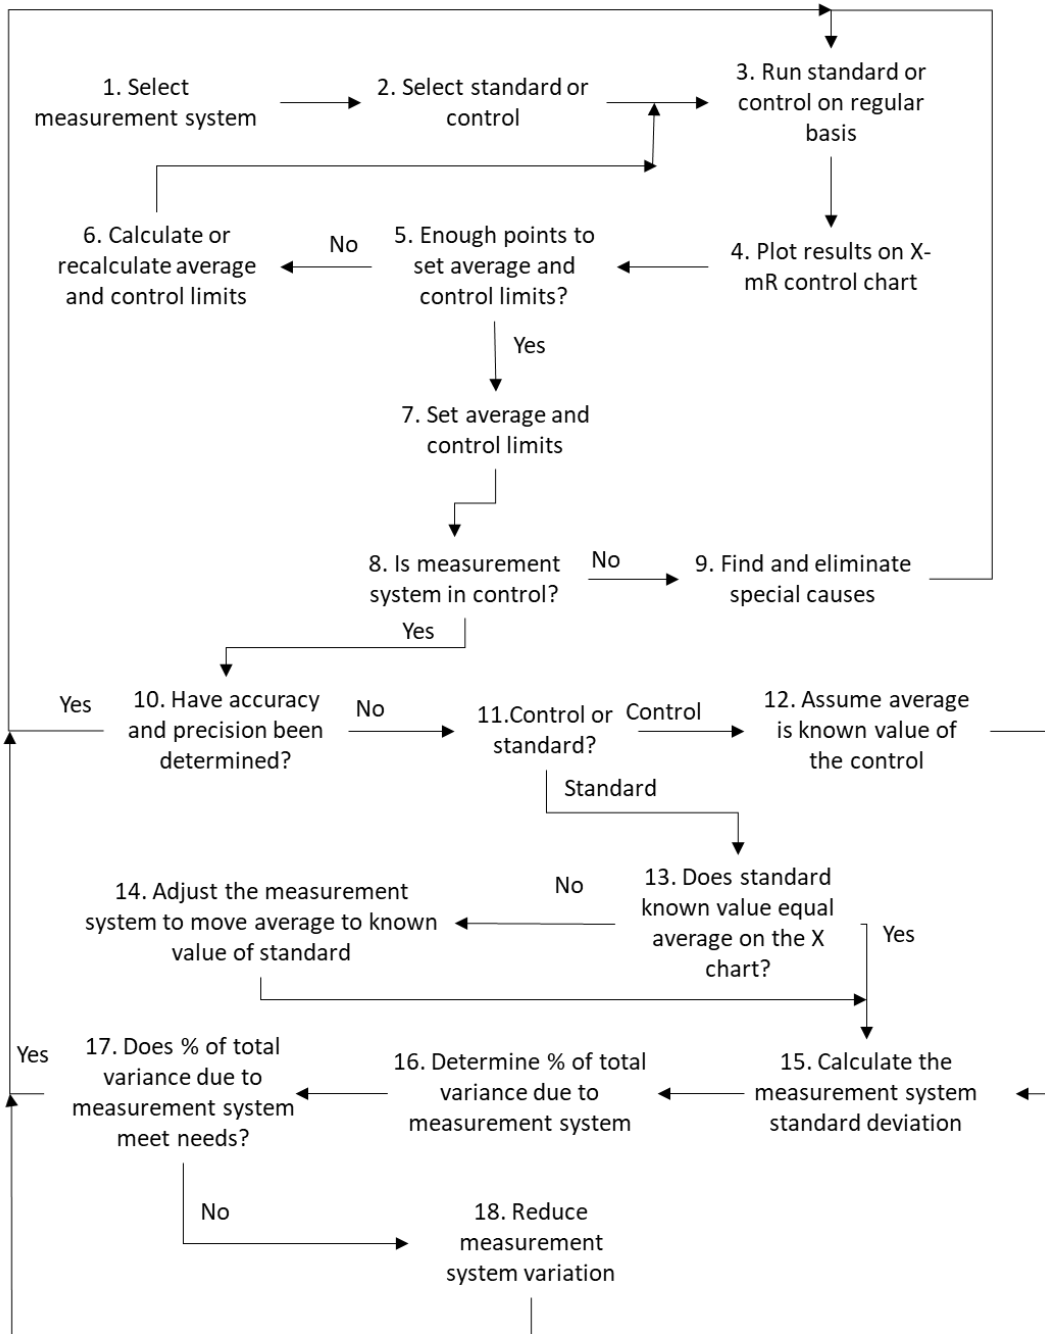 1. Select
measurement system
2. Select standard or
control
3. Run standard or
control on regular
basis
6. Calculate or
recalculate average
and control limits
No
5. Enough points to
set average and
control limits?
4. Plot results on X-
mR control chart
Yes
7. Set average and
control limits
8. Is measurement
system in control?
No
9. Find and eliminate
special causes
Yes
Yes
10. Have accuracy
and precision been
determined?
No
11.Control or
standard?
Control
12. Assume average
is known value of
the control
Standard
14. Adjust the measurement
system to move average to known
value of standard
No
13. Does standard
known value equal
average on the X
chart?
Yes
Yes
17. Does % of total
variance due to
measurement system
meet needs?
16. Determine % of total
variance due to
measurement system
15. Calculate the
measurement system
standard deviation
No
18. Reduce
measurement
system variation